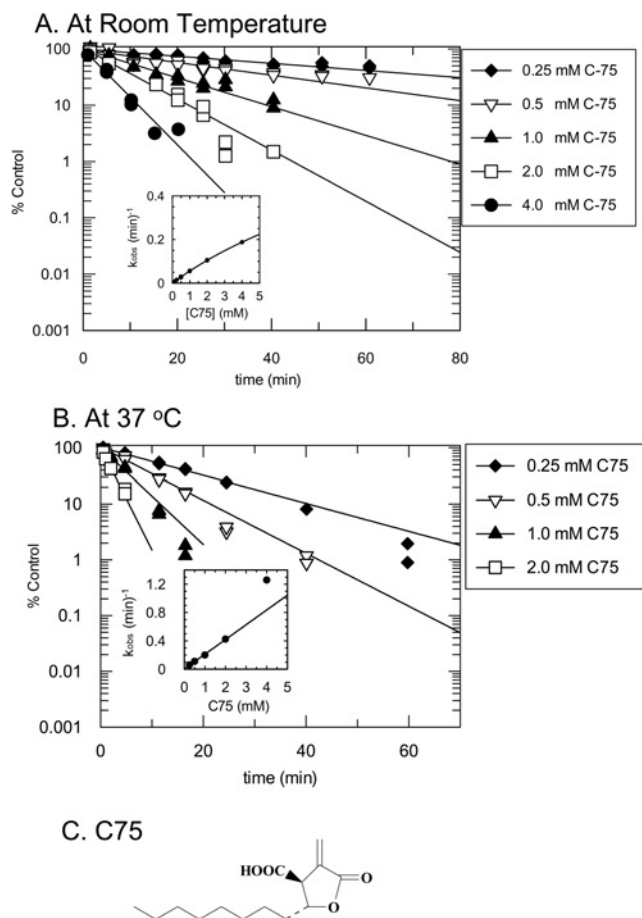 A. At Room Temperature
100
10
1
0.1
0.01
0.001
% Control
0 20 40 60 80
time (min)
0.25 mM C-75
0.5 mM C-75
1.0 mM C-75
2.0 mM C-75
4.0 mM C-75
0.4
0.2
0
kobs (min)-1
0 1 2 3 4 5
[C75] (mM)
B. At 37 oC
100
10
1
0.1
0.01
0.001
% Control
0 20 40 60
time (min)
0.25 mM C75
0.5 mM C75
1.0 mM C75
2.0 mM C75
1.2
0.8
0.4
0
kobs (min)-1
0 1 2 3 4 5
C75 (mM)
C. C75
HOOC
O
O